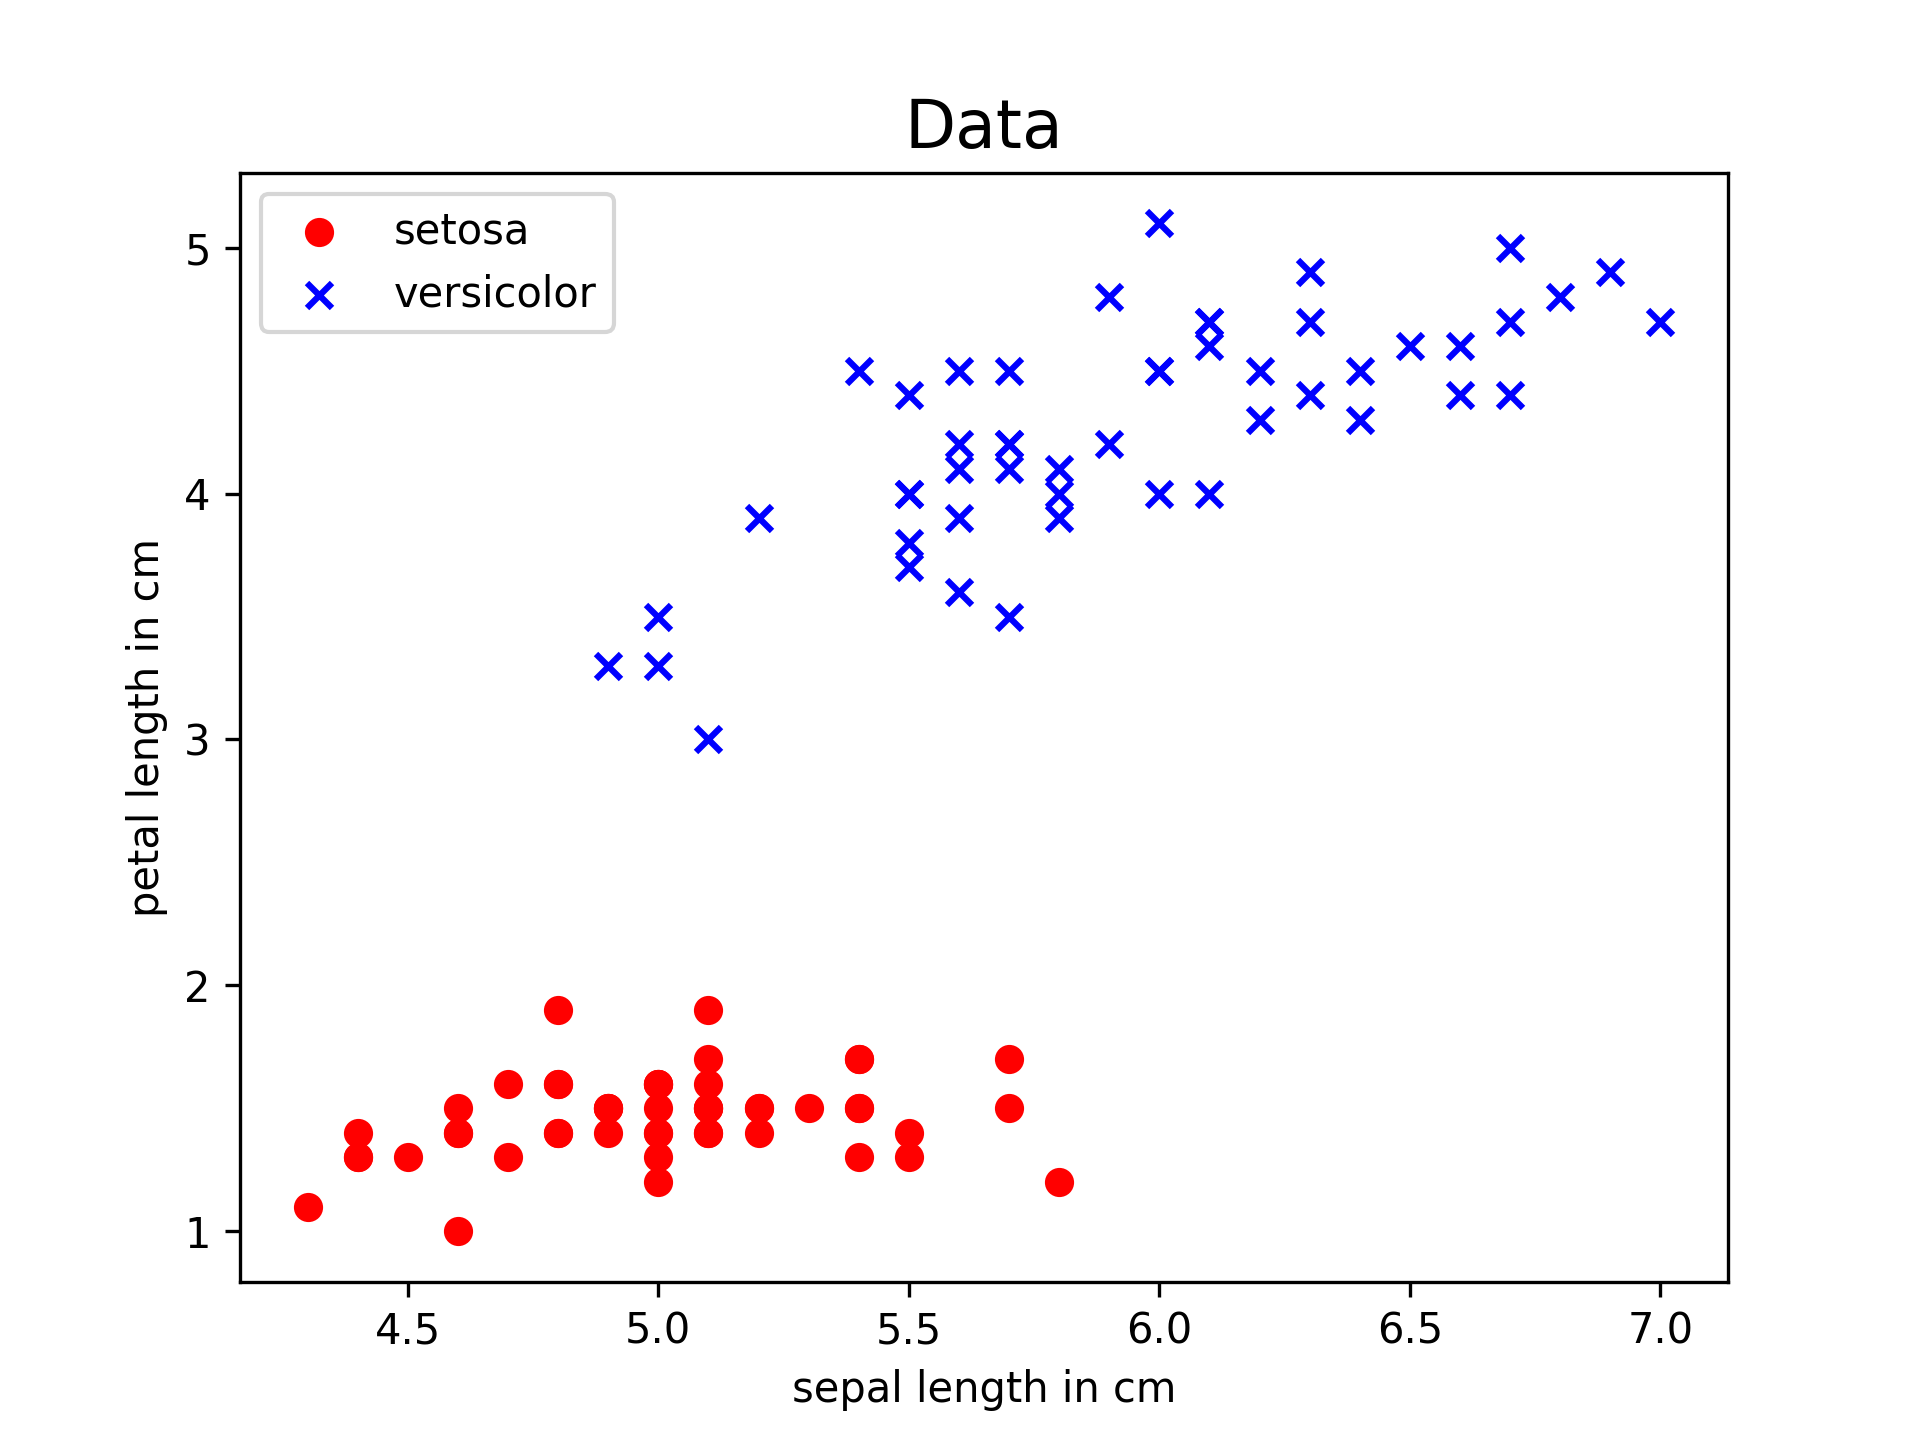 Data
setosa
versicolor
5
4
3
2
1
petal length in cm
4.5 5.0 5.5 6.0 6.5 7.0
sepal length in cm